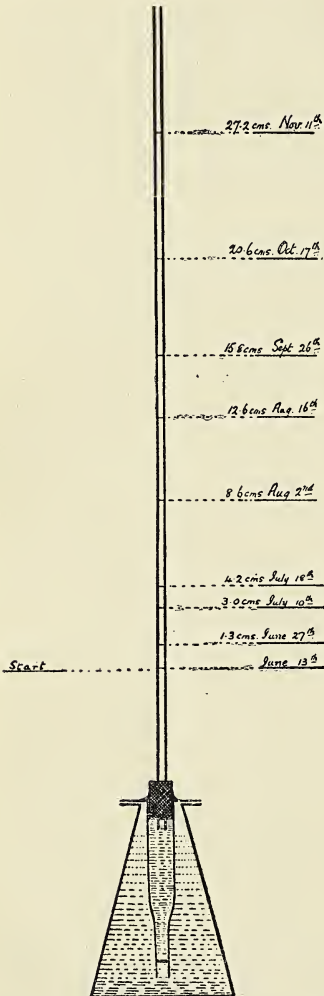 27.2 cms. Nov. 11th
20.6 cms. Oct. 17th
15.8 cms Sept 26th
12.6 cms Aug. 16th
8.6 cms Aug 2nd
4.2 cms July 18th
3.0 cms July 10th
1.3 cms. June 27th
Start June 13th